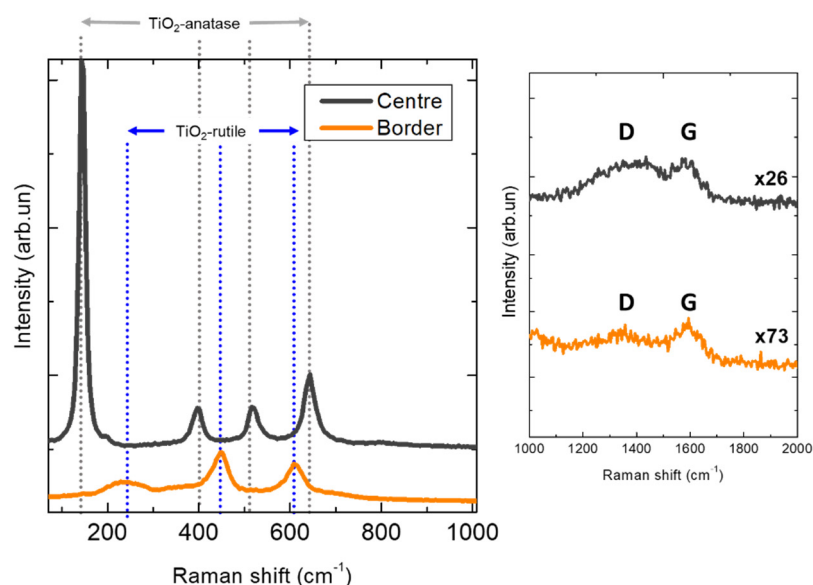 TiO₂-anatase
TiO₂-rutile
Centre
Border
Intensity (arb.un)
200 400 600 800 1000
Raman shift (cm⁻¹)
D G
x26
D G
x73
Intensity (arb.un)
1000 1200 1400 1600 1800 2000
Raman shift (cm⁻¹)